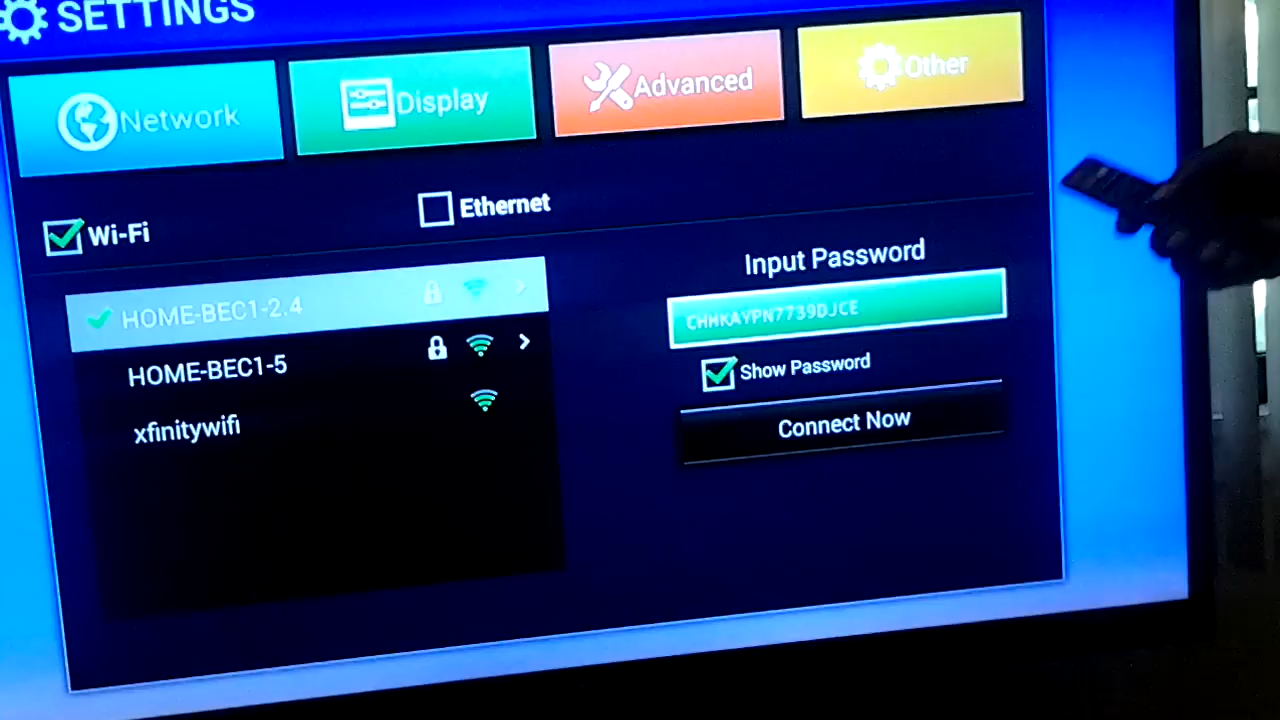 SETTINGS
Network
Display
Advanced
Other
Wi-Fi
Ethernet
HOME-BEC1-2.4
HOME-BEC1-5
xfinitywifi
Input Password
CHHKAYPN7739DJCE
Show Password
Connect Now